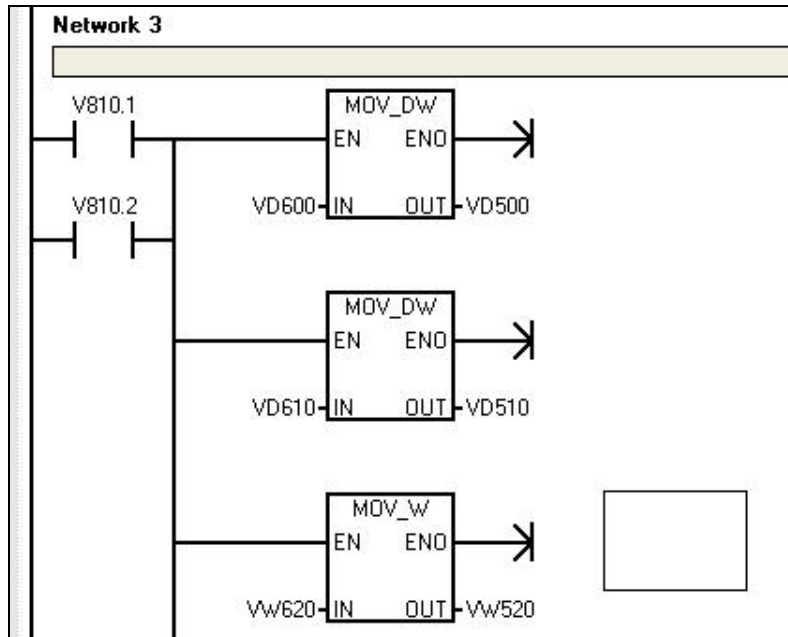 Network 3
V810.1
MOV_DW
EN ENO
V810.2
VD600 IN OUT VD500
MOV_DW
EN ENO
VD610 IN OUT VD510
MOV_W
EN ENO
VW620 IN OUT VW520